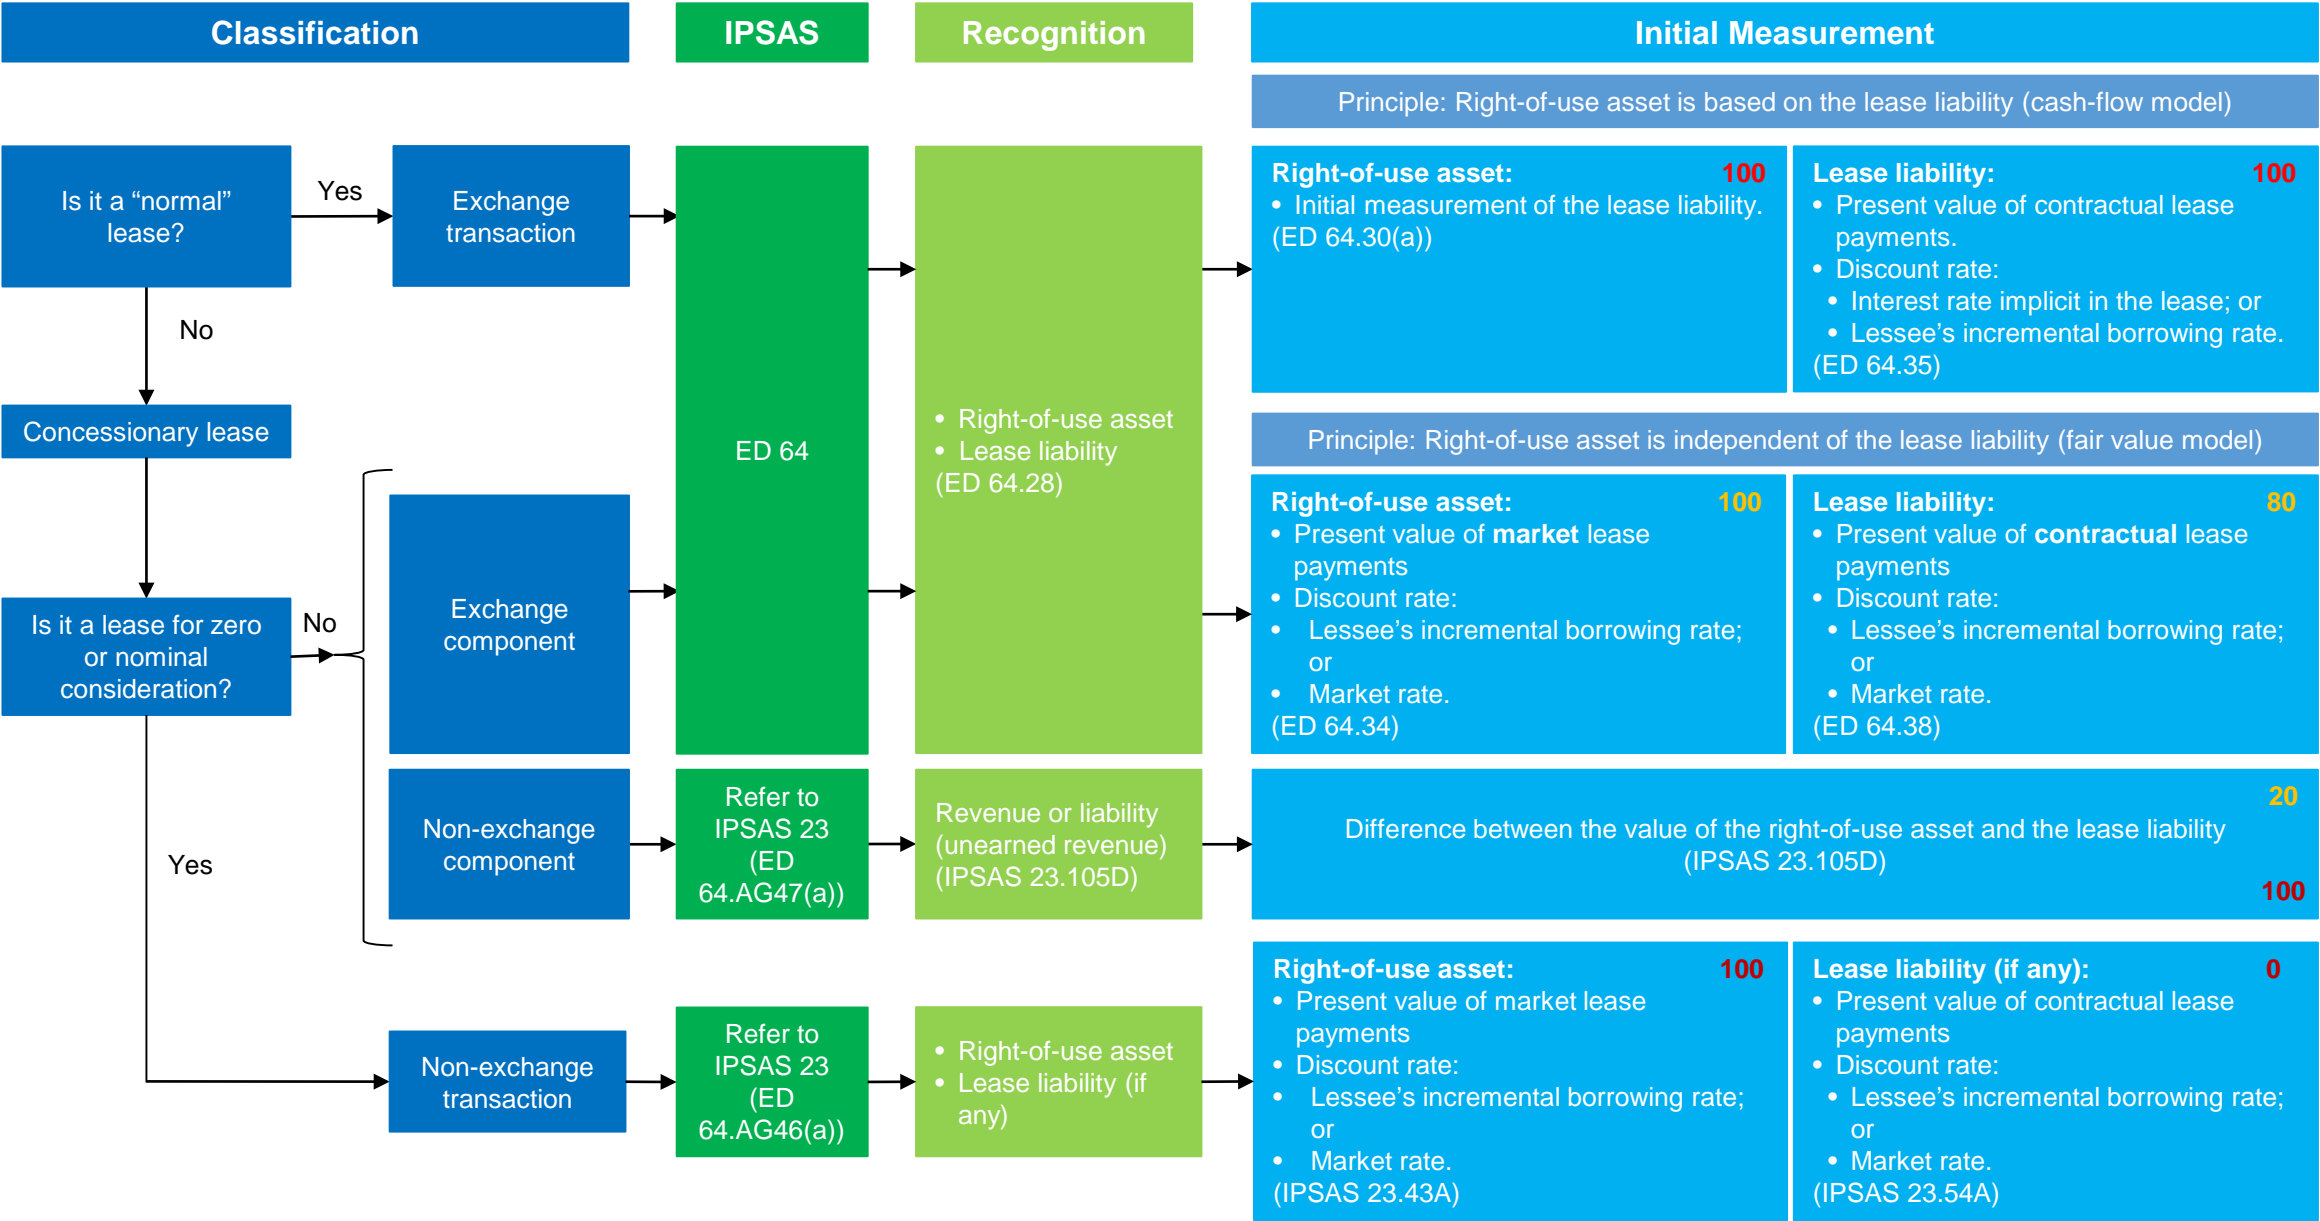 Classification
IPSAS
Recognition
Initial Measurement
Principle: Right-of-use asset is based on the lease liability (cash-flow model)
Is it a “normal”
lease?
Yes
Exchange
transaction
No
Concessionary lease
Is it a lease for zero
or nominal
consideration?
No
Yes
Exchange
component
Non-exchange
component
Non-exchange
transaction
ED 64
Refer to
IPSAS 23
(ED
64.AG47(a))
Refer to
IPSAS 23
(ED
64.AG46(a))
• Right-of-use asset
• Lease liability
(ED 64.28)
Revenue or liability
(unearned revenue)
(IPSAS 23.105D)
• Right-of-use asset
• Lease liability (if
any)
Right-of-use asset: 100
• Initial measurement of the lease liability.
(ED 64.30(a))
Lease liability: 100
• Present value of contractual lease
payments.
• Discount rate:
• Interest rate implicit in the lease; or
• Lessee’s incremental borrowing rate.
(ED 64.35)
Principle: Right-of-use asset is independent of the lease liability (fair value model)
Right-of-use asset: 100
• Present value of market lease
payments
• Discount rate:
• Lessee’s incremental borrowing rate;
or
• Market rate.
(ED 64.34)
Lease liability: 80
• Present value of contractual lease
payments
• Discount rate:
• Lessee’s incremental borrowing rate;
or
• Market rate.
(ED 64.38)
20
Difference between the value of the right-of-use asset and the lease liability
(IPSAS 23.105D)
100
Right-of-use asset: 100
• Present value of market lease
payments
• Discount rate:
• Lessee’s incremental borrowing rate;
or
• Market rate.
(IPSAS 23.43A)
Lease liability (if any): 0
• Present value of contractual lease
payments
• Discount rate:
• Lessee’s incremental borrowing rate;
or
• Market rate.
(IPSAS 23.54A)